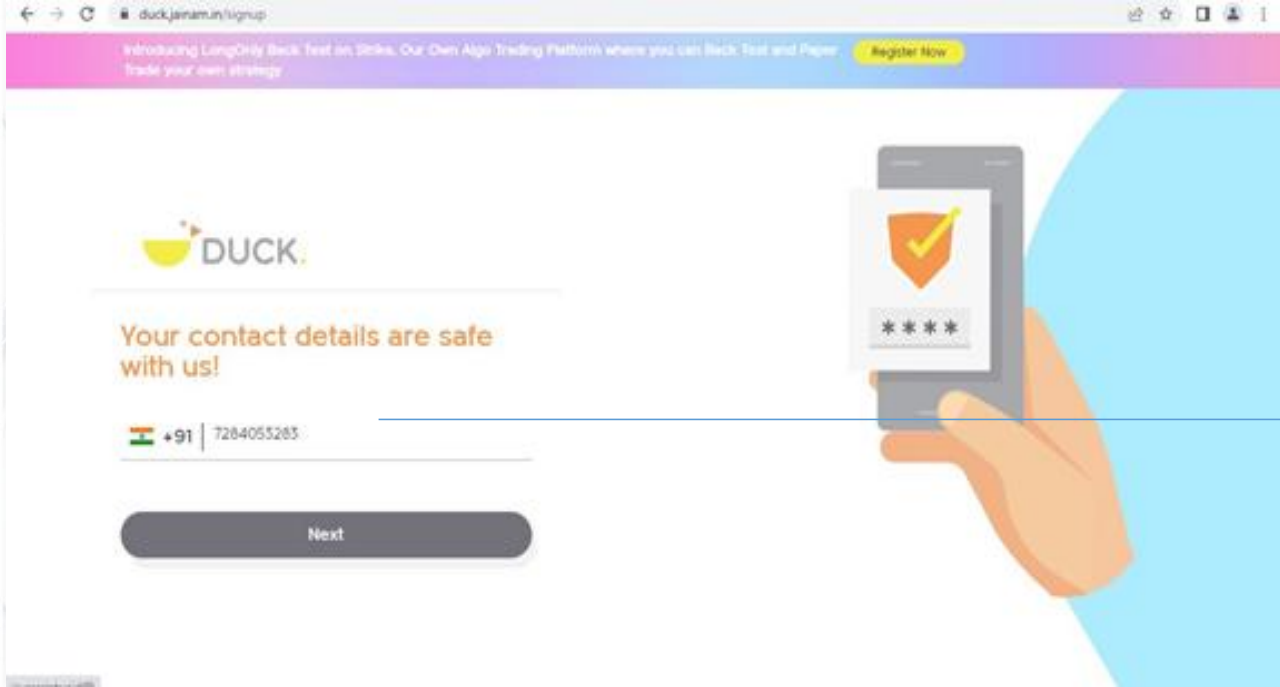 duck.jainam.in/signup
Introducing LongOnly Back Test on Strike, Our Own Algo Trading Platform where you can Back Test and Paper
Trade your own strategy
Register Now
DUCK.
Your contact details are safe
with us!
+91 7284053283
****
Next